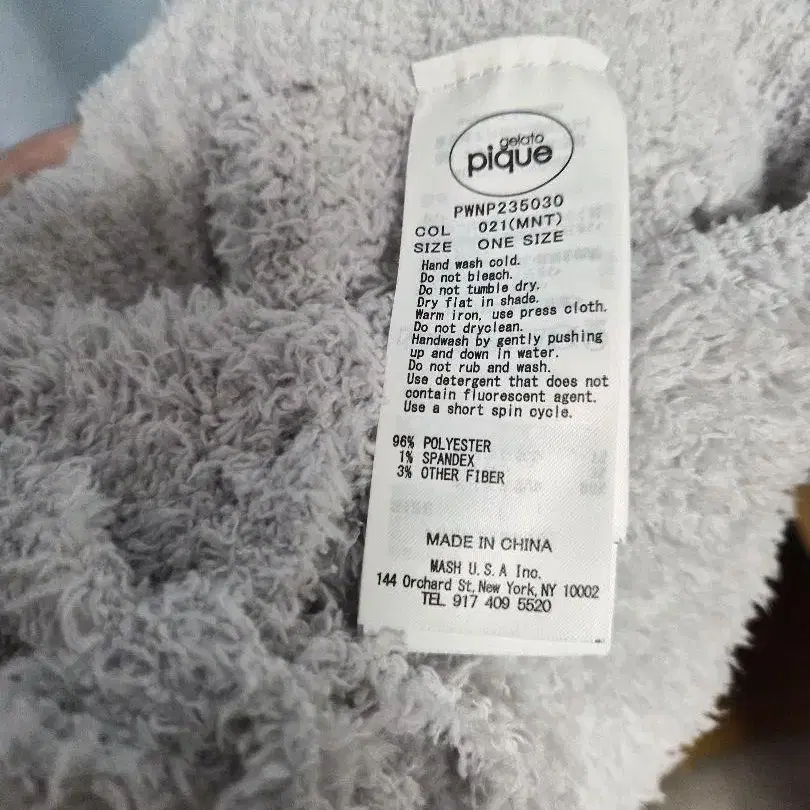 gelato
pique
PWNP235030
COL 021(MNT)
SIZE ONE SIZE
Hand wash cold.
Do not bleach.
Do not tumble dry.
Dry flat in shade.
Warm iron, use press cloth.
Do not dryclean.
Handwash by gently pushing
up and down in water.
Do not rub and wash.
Use detergent that does not
contain fluorescent agent.
Use a short spin cycle.
96% POLYESTER
1% SPANDEX
3% OTHER FIBER
MADE IN CHINA
MASH U.S.A Inc.
144 Orchard St, New York, NY 10002
TEL 917 409 5520